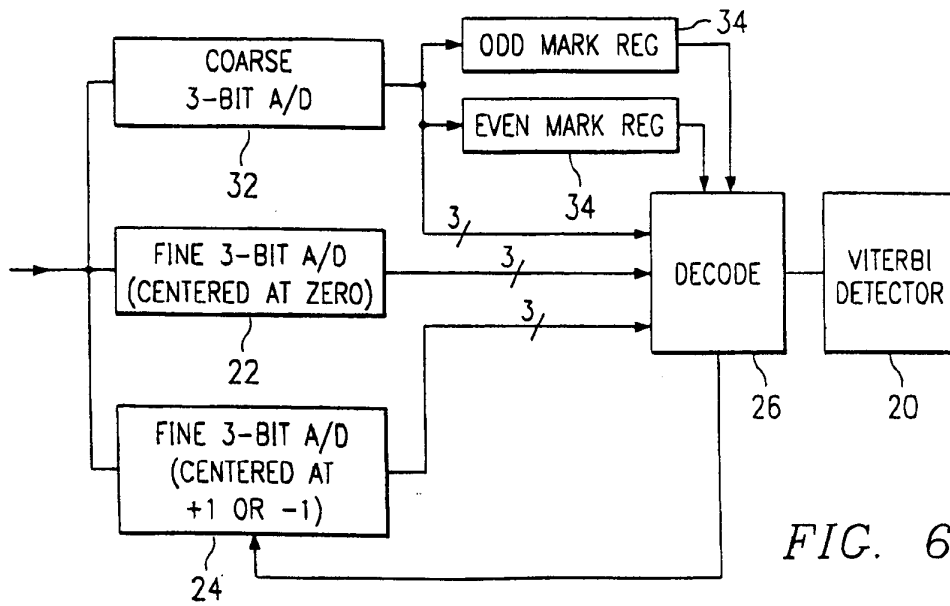 COARSE
3-BIT A/D
32
ODD MARK REG
34
EVEN MARK REG
34
3
FINE 3-BIT A/D
(CENTERED AT ZERO)
22
3
FINE 3-BIT A/D
(CENTERED AT
+1 OR -1)
24
3
DECODE
26
VITERBI
DETECTOR
20
FIG. 6